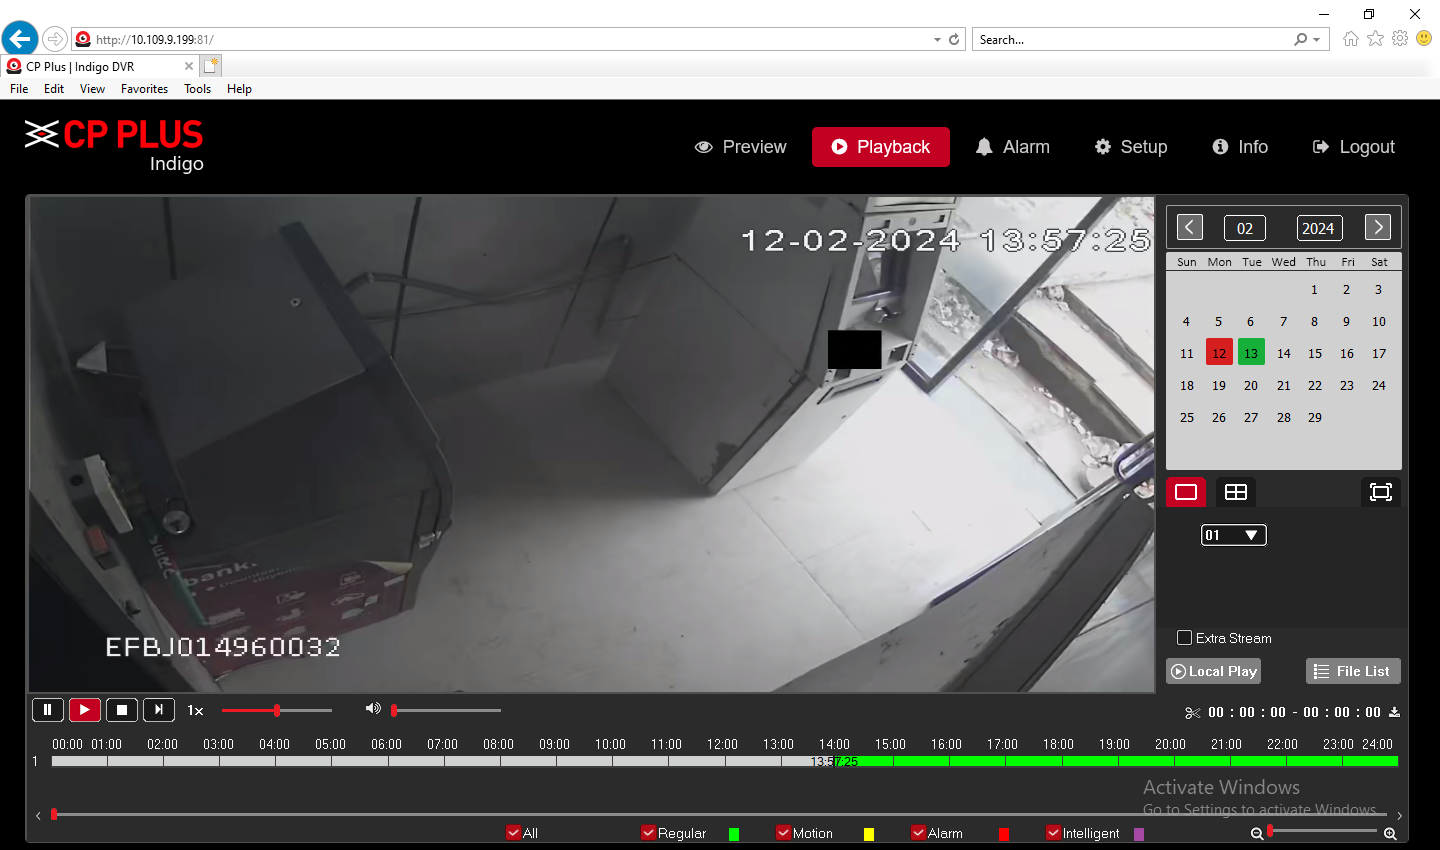 http://10.109.9.199:81/
Search...
CP Plus | Indigo DVR
File Edit View Favorites Tools Help
CP PLUS
Indigo
Preview Playback Alarm Setup Info Logout
12-02-2024 13:57:25
02 2024
Sun Mon Tue Wed Thu Fri Sat
1 2 3
4 5 6 7 8 9 10
11 12 13 14 15 16 17
18 19 20 21 22 23 24
25 26 27 28 29
01
bank
EFBJ014960032
Extra Stream
Local Play File List
1x
00 : 00 : 00 - 00 : 00 : 00
00:00 01:00 02:00 03:00 04:00 05:00 06:00 07:00 08:00 09:00 10:00 11:00 12:00 13:00 14:00 15:00 16:00 17:00 18:00 19:00 20:00 21:00 22:00 23:00 24:00
1 13:57:25
Activate Windows
Go to Settings to activate Windows.
All Regular Motion Alarm Intelligent